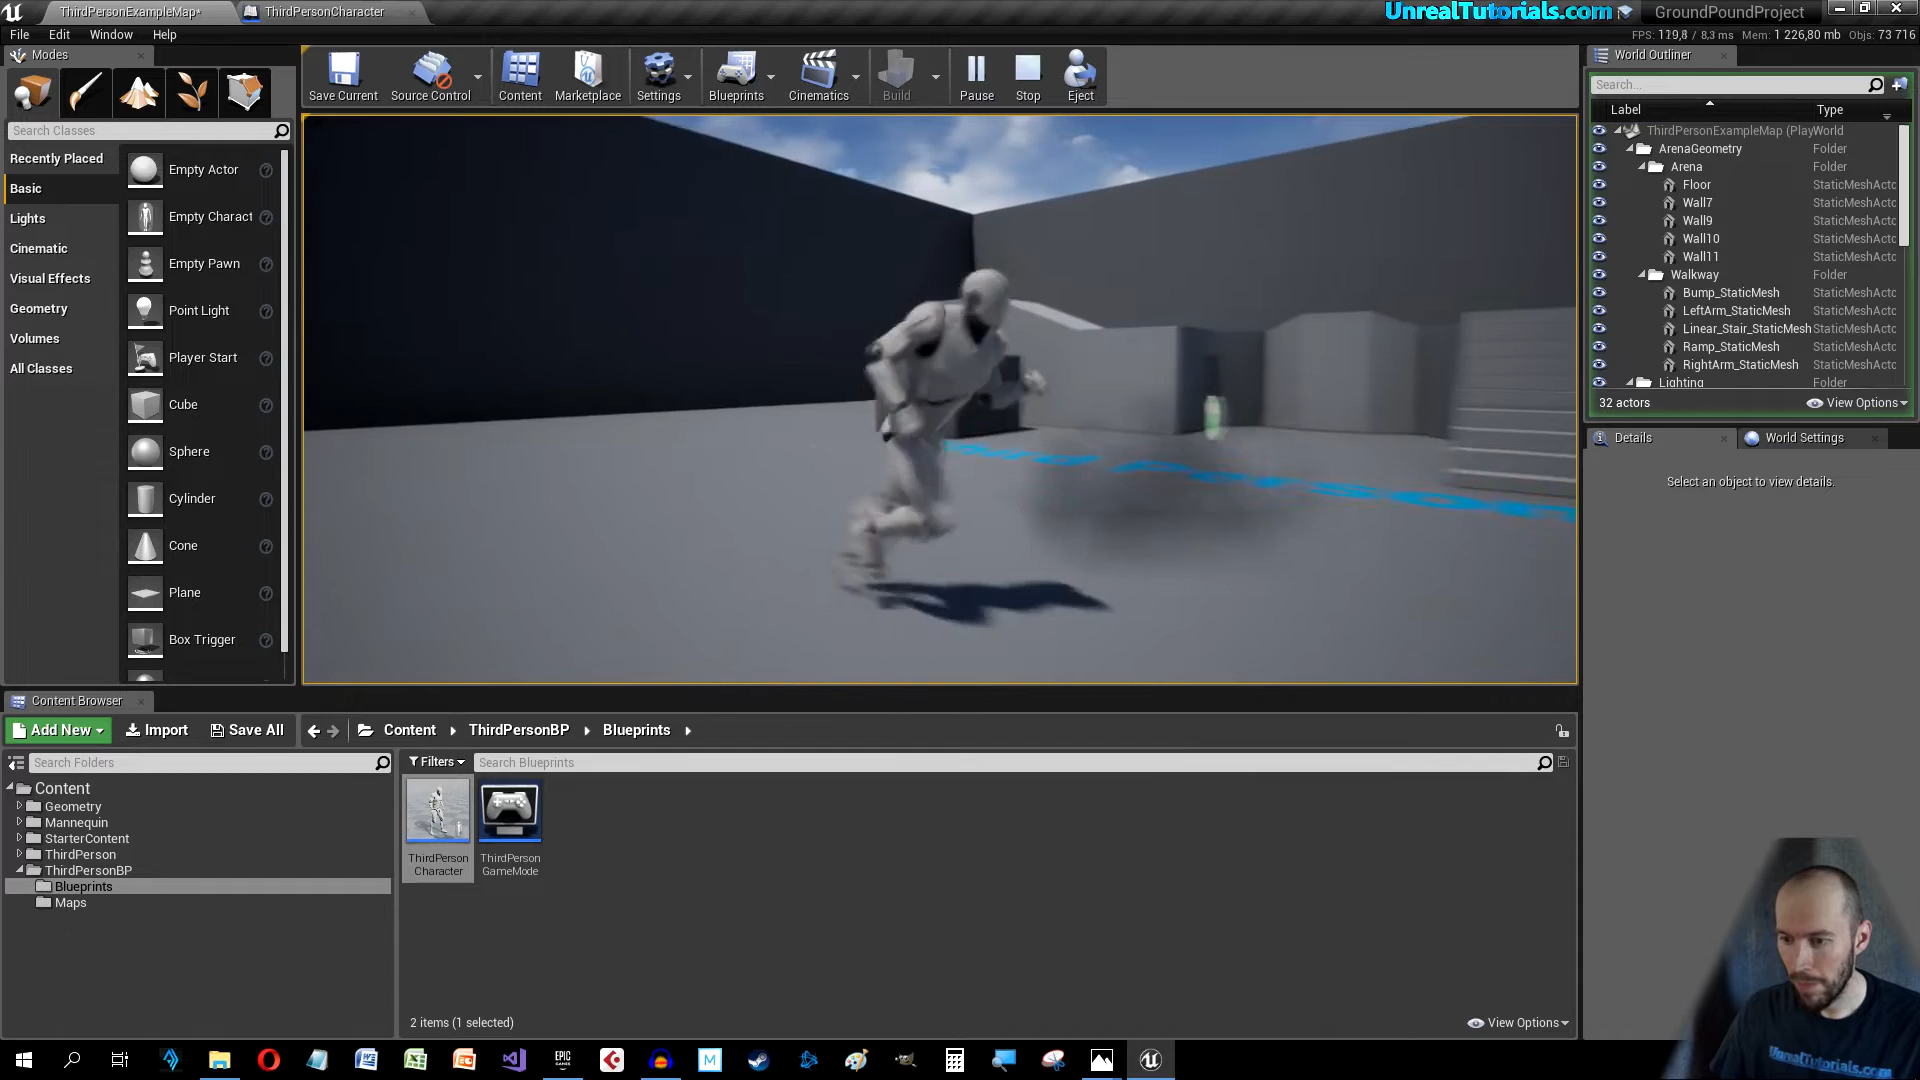 ThirdPersonExampleMap*
ThirdPersonCharacter
UnrealTutorials.com
GroundPoundProject
File
Edit
Window
Help
FPS: 119,8 / 8,3 ms
Mem: 1 226,80 mb
Objs: 73 716
Modes
Search Classes
Recently Placed
Basic
Lights
Cinematic
Visual Effects
Geometry
Volumes
All Classes
Empty Actor
Empty Charact
Empty Pawn
Point Light
Player Start
Cube
Sphere
Cylinder
Cone
Plane
Box Trigger
Save Current
Source Control
Content
Marketplace
Settings
Blueprints
Cinematics
Build
Pause
Stop
Eject
World Outliner
Search...
Label
Type
ThirdPersonExampleMap (Play
World
ArenaGeometry
Folder
Arena
Folder
Floor
StaticMeshActo
Wall7
StaticMeshActo
Wall9
StaticMeshActo
Wall10
StaticMeshActo
Wall11
StaticMeshActo
Walkway
Folder
Bump_StaticMesh
StaticMeshActo
LeftArm_StaticMesh
StaticMeshActo
Linear_Stair_StaticMesh
StaticMeshActo
Ramp_StaticMesh
StaticMeshActo
RightArm_StaticMesh
StaticMeshActo
Lighting
Folder
32 actors
View Options
Details
World Settings
Select an object to view details.
Content Browser
Add New
Import
Save All
Content
ThirdPersonBP
Blueprints
Search Folders
Filters
Search Blueprints
Content
Geometry
Mannequin
StarterContent
ThirdPerson
ThirdPersonBP
Blueprints
Maps
ThirdPerson
Character
ThirdPerson
GameMode
2 items (1 selected)
View Options
EPIC
GAMES
UnrealTutorials.com